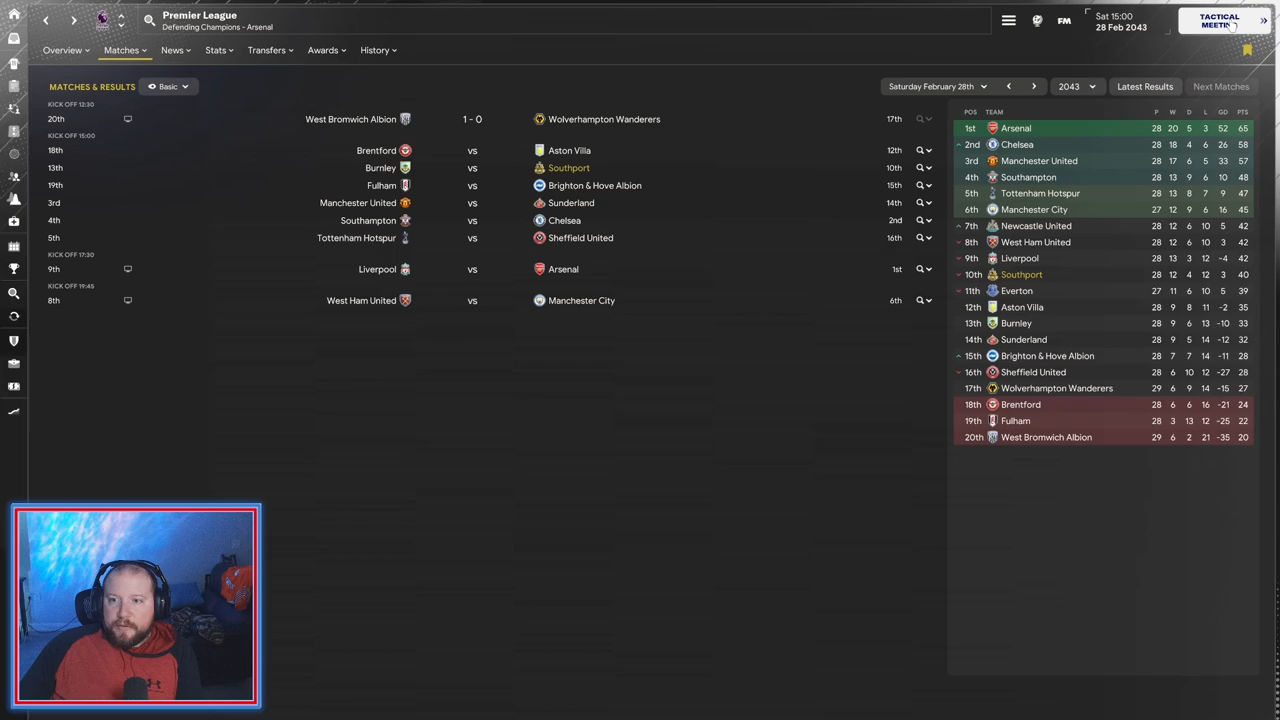 Premier League
Defending Champions - Arsenal
FM
Sat 15:00
28 Feb 2043
TACTICAL
MEETING
Overview Matches News Stats Transfers Awards History
MATCHES & RESULTS Basic Saturday February 28th 2043 Latest Results Next Matches
KICK OFF 12:30
20th West Bromwich Albion 1 - 0 Wolverhampton Wanderers 17th
KICK OFF 15:00
18th Brentford vs Aston Villa 12th
13th Burnley vs Southport 10th
19th Fulham vs Brighton & Hove Albion 15th
3rd Manchester United vs Sunderland 14th
4th Southampton vs Chelsea 2nd
5th Tottenham Hotspur vs Sheffield United 16th
KICK OFF 17:30
9th Liverpool vs Arsenal 1st
KICK OFF 19:45
8th West Ham United vs Manchester City 6th
POS TEAM P W D L GD PTS
1st Arsenal 28 20 5 3 52 65
2nd Chelsea 28 18 4 6 26 58
3rd Manchester United 28 17 6 5 33 57
4th Southampton 28 13 9 6 10 48
5th Tottenham Hotspur 28 13 8 7 9 47
6th Manchester City 27 12 9 6 16 45
7th Newcastle United 28 12 6 10 5 42
8th West Ham United 28 12 6 10 3 42
9th Liverpool 28 13 3 12 -4 42
10th Southport 28 12 4 12 3 40
11th Everton 27 11 6 10 5 39
12th Aston Villa 28 9 8 11 -2 35
13th Burnley 28 9 6 13 -10 33
14th Sunderland 28 9 5 14 -12 32
15th Brighton & Hove Albion 28 7 7 14 -11 28
16th Sheffield United 28 6 10 12 -27 28
17th Wolverhampton Wanderers 29 6 9 14 -15 27
18th Brentford 28 6 6 16 -21 24
19th Fulham 28 3 13 12 -25 22
20th West Bromwich Albion 29 6 2 21 -35 20